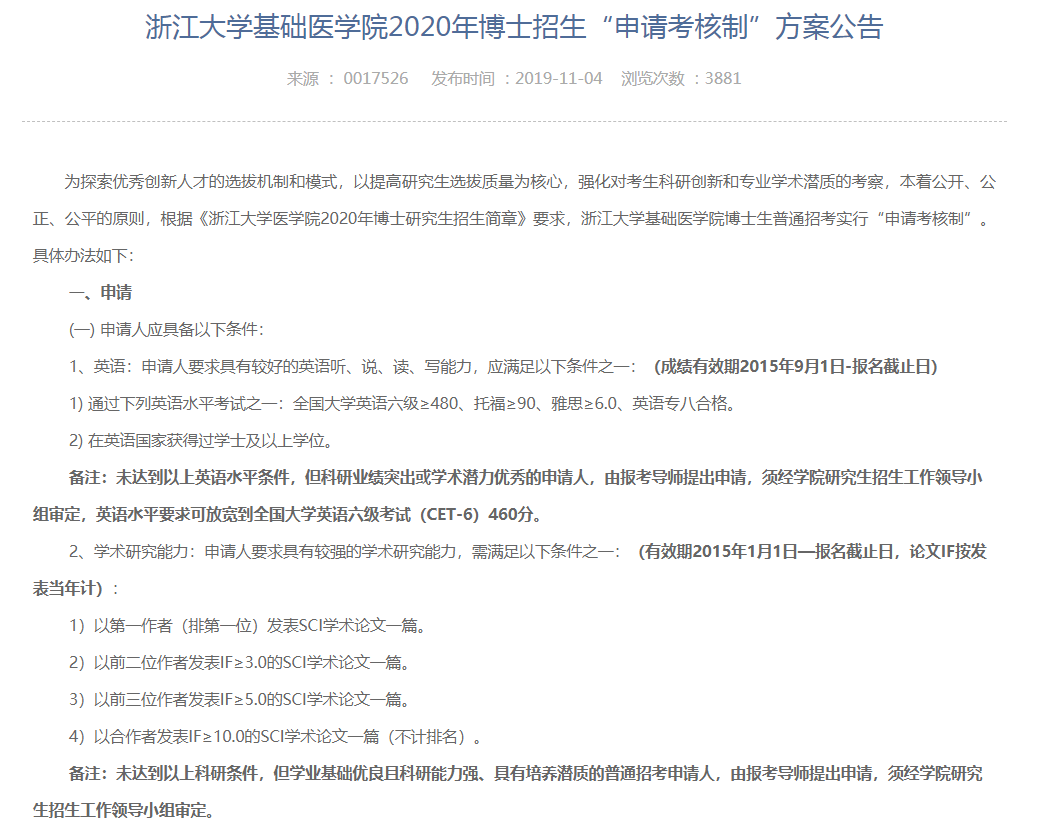 浙江大学基础医学院2020年博士招生“申请考核制”方案公告
来源 ： 0017526 发布时间 ：2019-11-04 浏览次数 ：3881
为探索优秀创新人才的选拔机制和模式，以提高研究生选拔质量为核心，强化对考生科研创新和专业学术潜质的考察，本着公开、公
正、公平的原则，根据《浙江大学医学院2020年博士研究生招生简章》要求，浙江大学基础医学院博士生普通招考实行“申请考核制”。
具体办法如下：
一、申请
(一) 申请人应具备以下条件：
1、英语：申请人要求具有较好的英语听、说、读、写能力，应满足以下条件之一：（成绩有效期2015年9月1日-报名截止日）
1) 通过下列英语水平考试之一：全国大学英语六级≥480、托福≥90、雅思≥6.0、英语专八合格。
2) 在英语国家获得过学士及以上学位。
备注：未达到以上英语水平条件，但科研业绩突出或学术潜力优秀的申请人，由报考导师提出申请，须经学院研究生招生工作领导小
组审定，英语水平要求可放宽到全国大学英语六级考试（CET-6）460分。
2、学术研究能力：申请人要求具有较强的学术研究能力，需满足以下条件之一：（有效期2015年1月1日—报名截止日，论文IF按发
表当年计）：
1）以第一作者（排第一位）发表SCI学术论文一篇。
2）以前二位作者发表IF≥3.0的SCI学术论文一篇。
3）以前三位作者发表IF≥5.0的SCI学术论文一篇。
4）以合作者发表IF≥10.0的SCI学术论文一篇（不计排名）。
备注：未达到以上科研条件，但学业基础优良且科研能力强、具有培养潜质的普通招考申请人，由报考导师提出申请，须经学院研究
生招生工作领导小组审定。